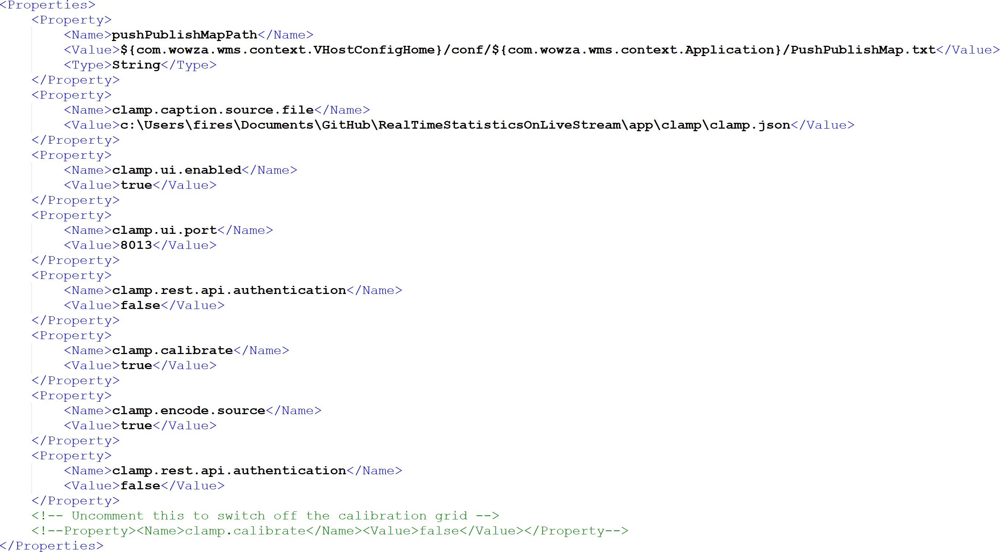 <Properties>
    <Property>
        <Name>pushPublishMapPath</Name>
        <Value>${com.wowza.wms.context.VHostConfigHome}/conf/${com.wowza.wms.context.Application}/PushPublishMap.txt</Value>
        <Type>String</Type>
    </Property>
    <Property>
        <Name>clamp.caption.source.file</Name>
        <Value>c:\Users\fires\Documents\GitHub\RealTimeStatisticsOnLiveStream\app\clamp\clamp.json</Value>
    </Property>
    <Property>
        <Name>clamp.ui.enabled</Name>
        <Value>true</Value>
    </Property>
    <Property>
        <Name>clamp.ui.port</Name>
        <Value>8013</Value>
    </Property>
    <Property>
        <Name>clamp.rest.api.authentication</Name>
        <Value>false</Value>
    </Property>
    <Property>
        <Name>clamp.calibrate</Name>
        <Value>true</Value>
    </Property>
    <Property>
        <Name>clamp.encode.source</Name>
        <Value>true</Value>
    </Property>
    <Property>
        <Name>clamp.rest.api.authentication</Name>
        <Value>false</Value>
    </Property>
    <!-- Uncomment this to switch off the calibration grid -->
    <!--Property><Name>clamp.calibrate</Name><Value>false</Value></Property-->
</Properties>